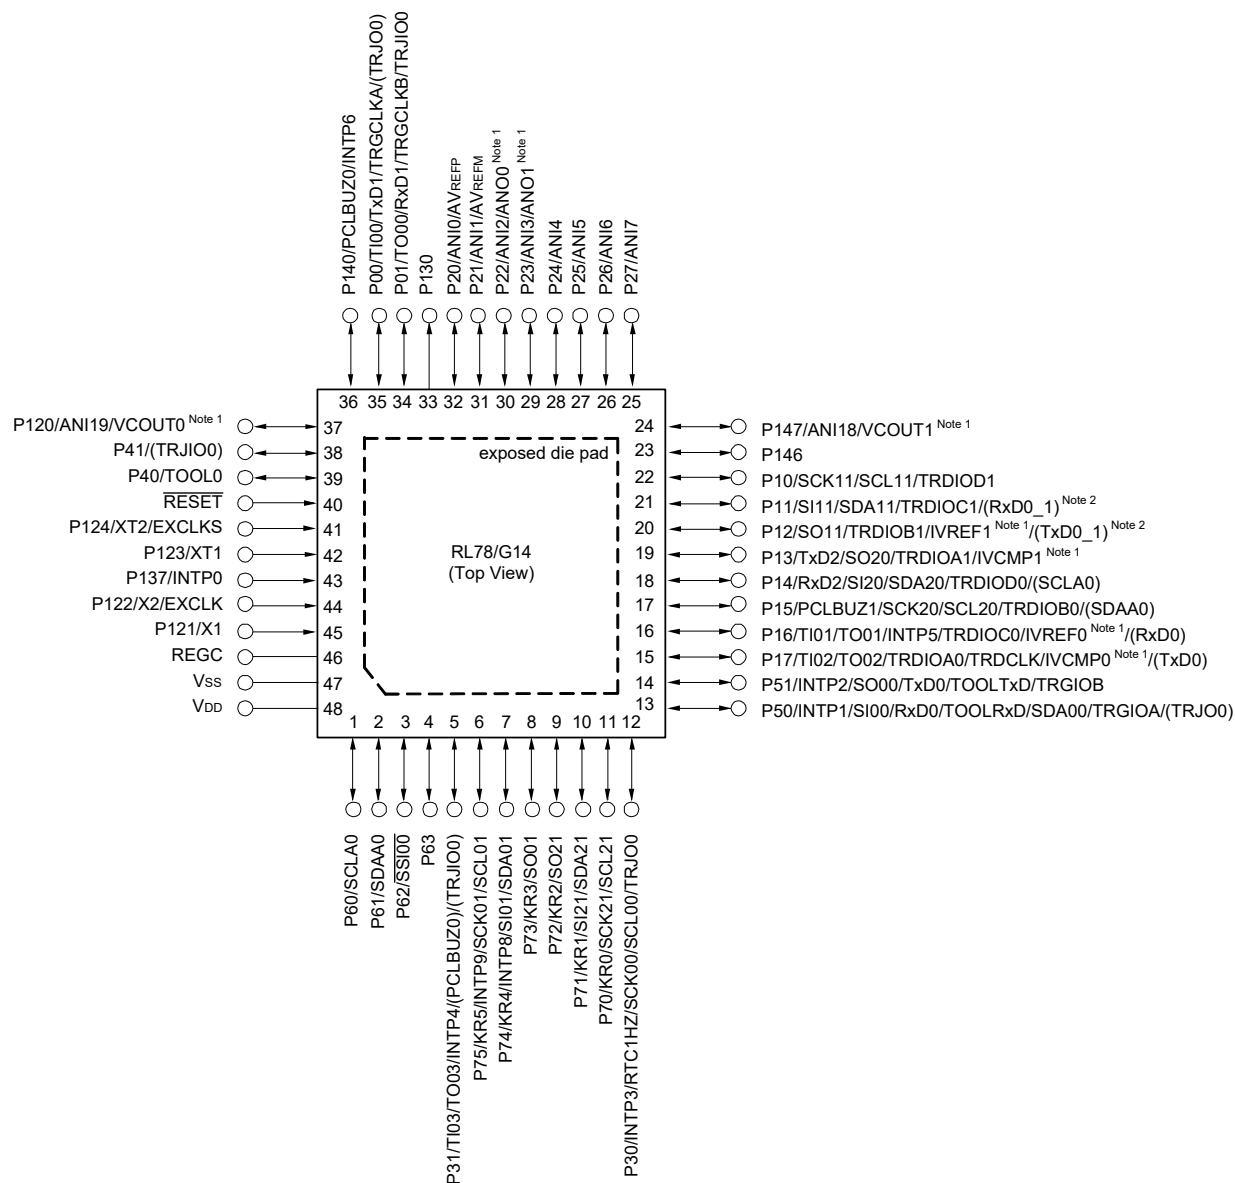 P140/PCLBUZ0/INTP6
P00/TI00/TxD1/TRGCLKA/(TRJO0)
P01/TO00/RxD1/TRGCLKB/TRJIO0
P130
P20/ANI0/AVREFP
P21/ANI1/AVREFM
P22/ANI2/ANO0 Note 1
P23/ANI3/ANO1 Note 1
P24/ANI4
P25/ANI5
P26/ANI6
P27/ANI7
36 35 34 33 32 31 30 29 28 27 26 25
P120/ANI19/VCOUT0 Note 1 37
P41/(TRJIO0) 38
P40/TOOL0 39
RESET 40
P124/XT2/EXCLKS 41
P123/XT1 42
P137/INTP0 43
P122/X2/EXCLK 44
P121/X1 45
REGC 46
Vss 47
VDD 48
exposed die pad
RL78/G14
(Top View)
24 P147/ANI18/VCOUT1 Note 1
23 P146
22 P10/SCK11/SCL11/TRDIOD1
21 P11/SI11/SDA11/TRDIOC1/(RxD0_1) Note 2
20 P12/SO11/TRDIOB1/IVREF1 Note 1/(TxD0_1) Note 2
19 P13/TxD2/SO20/TRDIOA1/IVCMP1 Note 1
18 P14/RxD2/SI20/SDA20/TRDIOD0/(SCLA0)
17 P15/PCLBUZ1/SCK20/SCL20/TRDIOB0/(SDAA0)
16 P16/TI01/TO01/INTP5/TRDIOC0/IVREF0 Note 1/(RxD0)
15 P17/TI02/TO02/TRDIOA0/TRDCLK/IVCMP0 Note 1/(TxD0)
14 P51/INTP2/SO00/TxD0/TOOLTxD/TRGIOB
13 P50/INTP1/SI00/RxD0/TOOLRxD/SDA00/TRGIOA/(TRJO0)
1 2 3 4 5 6 7 8 9 10 11 12
P60/SCLA0
P61/SDAA0
P62/SSI00
P63
P31/TI03/TO03/INTP4/(PCLBUZ0)/(TRJIO0)
P75/KR5/INTP9/SCK01/SCL01
P74/KR4/INTP8/SI01/SDA01
P73/KR3/SO01
P72/KR2/SO21
P71/KR1/SI21/SDA21
P70/KR0/SCK21/SCL21
P30/INTP3/RTC1HZ/SCK00/SCL00/TRJO0